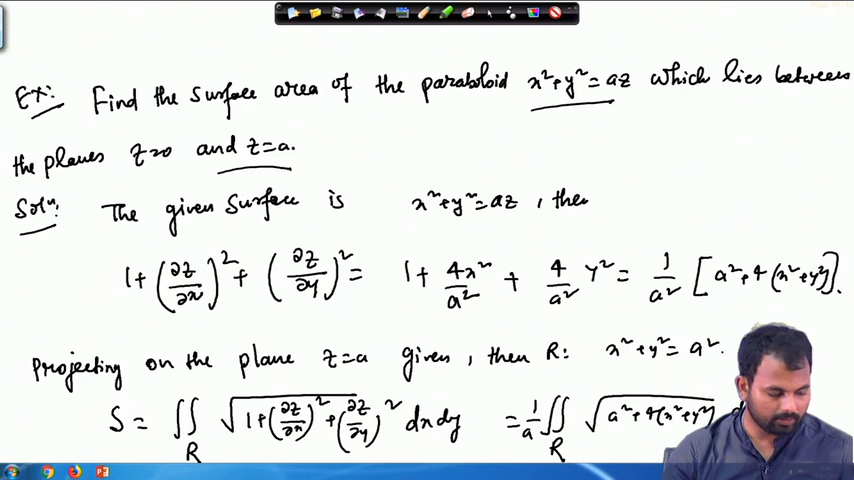 Ex: Find the surface area of the paraboloid x²+y²=az which lies between
the planes z=0 and z=a.
Soln: The given surface is x²+y²=az, then
1+(∂z/∂x)²+(∂z/∂y)²= 1+4x²/a²+4/a² y²=1/a²[a²+4(x²+y²)].
projecting on the plane z=a given, then R: x²+y²=a².
S=∬_R √(1+(∂z/∂x)²+(∂z/∂y)²) dxdy =1/a ∬_R √(a²+4(x²+y²))